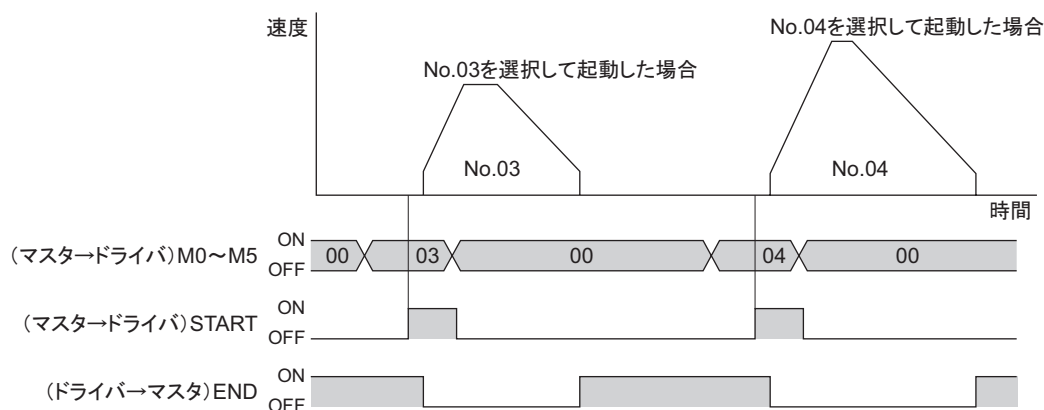 速度
No.04を選択して起動した場合
No.03を選択して起動した場合
No.03
No.04
時間
(マスタ→ドライバ)M0～M5
ON
OFF
00
03
00
04
00
(マスタ→ドライバ)START
ON
OFF
(ドライバ→マスタ)END
ON
OFF